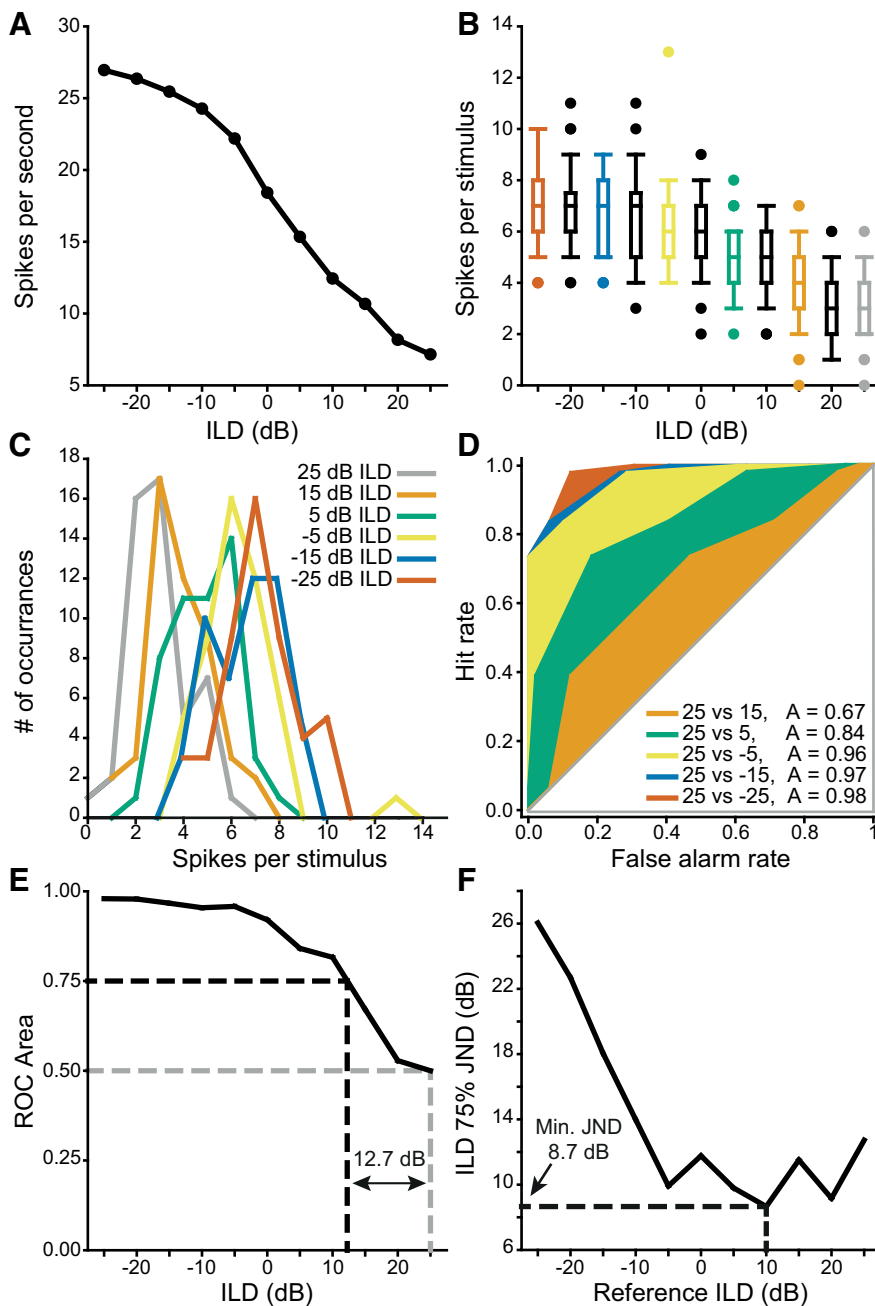 A
Spikes per second
30
25
20
15
10
5
-20 -10 0 10 20
ILD (dB)
B
Spikes per stimulus
14
12
10
8
6
4
2
0
-20 -10 0 10 20
ILD (dB)
C
# of occurrances
18
16
14
12
10
8
6
4
2
0
0 2 4 6 8 10 12 14
Spikes per stimulus
25 dB ILD
15 dB ILD
5 dB ILD
-5 dB ILD
-15 dB ILD
-25 dB ILD
D
Hit rate
1.0
0.8
0.6
0.4
0.2
0.0
0.0 0.2 0.4 0.6 0.8 1
False alarm rate
25 vs 15, A = 0.67
25 vs 5, A = 0.84
25 vs -5, A = 0.96
25 vs -15, A = 0.97
25 vs -25, A = 0.98
E
ROC Area
1.00
0.75
0.50
0.25
0.00
12.7 dB
-20 -10 0 10 20
ILD (dB)
F
ILD 75% JND (dB)
26
22
18
14
10
6
Min. JND
8.7 dB
-20 -10 0 10 20
Reference ILD (dB)